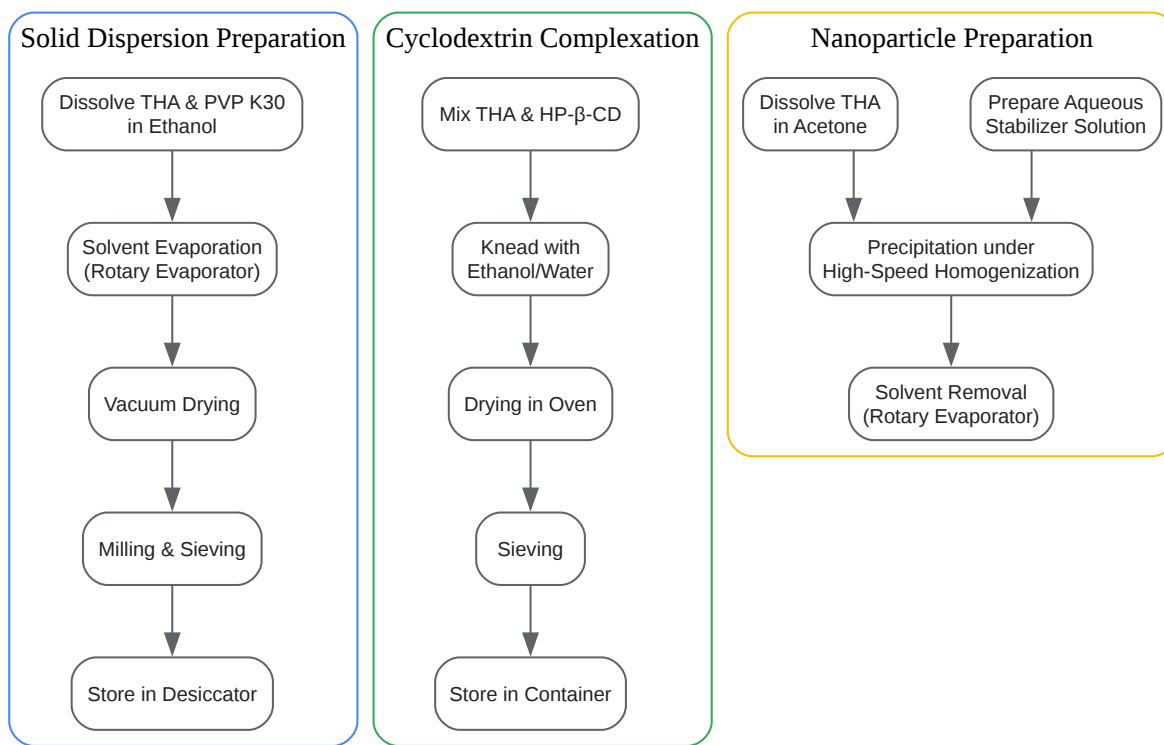 Solid Dispersion Preparation
Dissolve THA & PVP K30
in Ethanol
Solvent Evaporation
(Rotary Evaporator)
Vacuum Drying
Milling & Sieving
Store in Desiccator
Cyclodextrin Complexation
Mix THA & HP-β-CD
Knead with
Ethanol/Water
Drying in Oven
Sieving
Store in Container
Nanoparticle Preparation
Dissolve THA
in Acetone
Prepare Aqueous
Stabilizer Solution
Precipitation under
High-Speed Homogenization
Solvent Removal
(Rotary Evaporator)